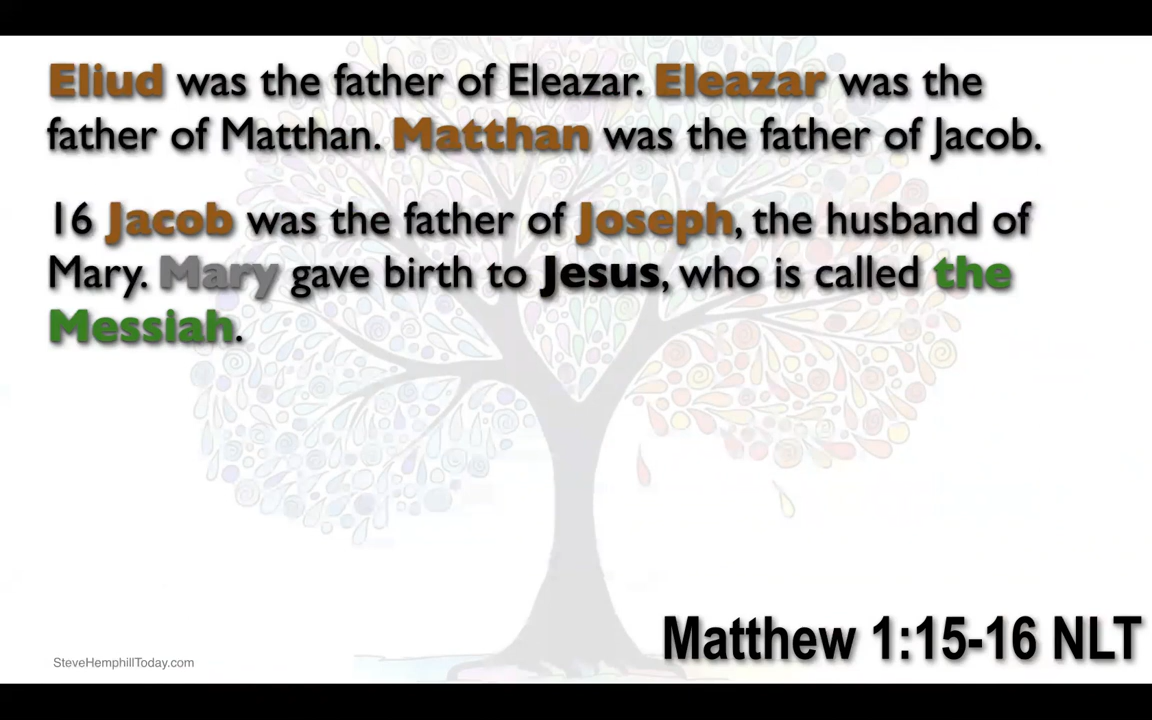 Eliud was the father of Eleazar. Eleazar was the
father of Matthan. Matthan was the father of Jacob.
16 Jacob was the father of Joseph, the husband of
Mary. Mary gave birth to Jesus, who is called the
Messiah.
Matthew 1:15-16 NLT
SteveHemphillToday.com